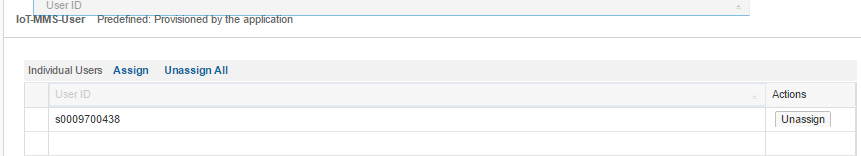 User ID
IoT-MMS-User Predefined: Provisioned by the application
Individual Users Assign Unassign All
User ID Actions
s0009700438 Unassign